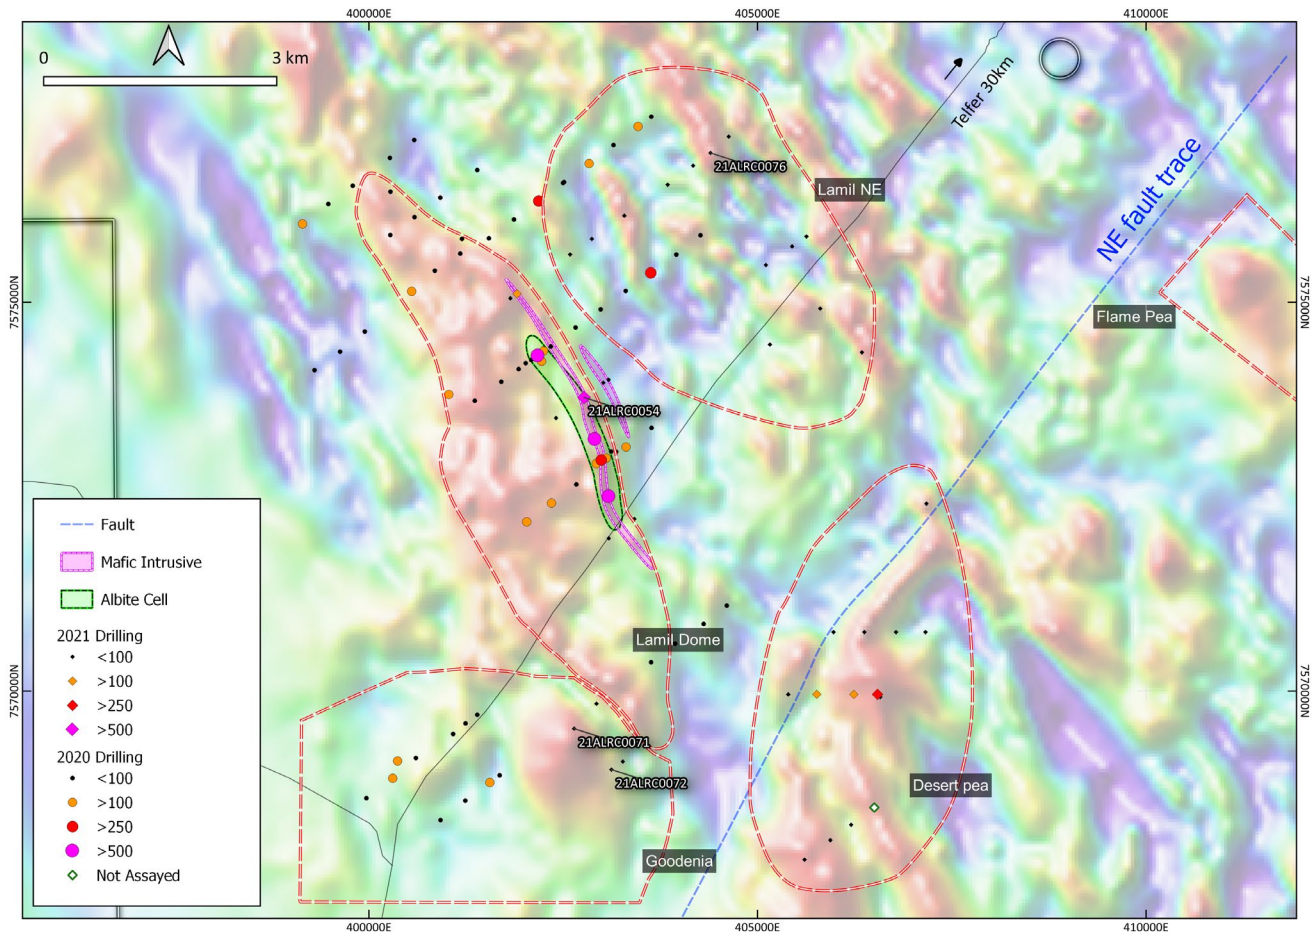 400000E
405000E
410000E
0
3 km
Telfer 30km
NE fault trace
21ALRC0076
Lamil NE
7575000N
7575000N
Flame Pea
21ALRC0054
Fault
Mafic Intrusive
Albite Cell
2021 Drilling
<100
>100
>250
>500
2020 Drilling
<100
>100
>250
>500
Not Assayed
Lamil Dome
7570000N
7570000N
21ALRC0071
21ALRC0072
Desert pea
Goodenia
400000E
405000E
410000E